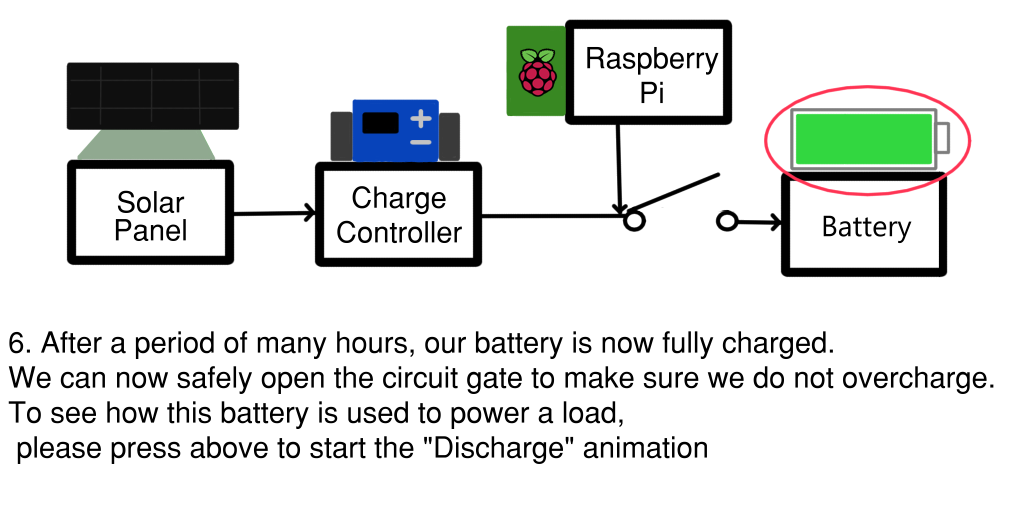 Raspberry
Pi
Solar
Panel
Charge
Controller
Battery
6. After a period of many hours, our battery is now fully charged.
We can now safely open the circuit gate to make sure we do not overcharge.
To see how this battery is used to power a load,
please press above to start the "Discharge" animation